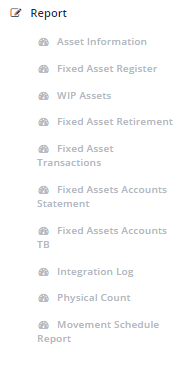 Report
Asset Information
Fixed Asset Register
WIP Assets
Fixed Asset Retirement
Fixed Asset
Transactions
Fixed Assets Accounts
Statement
Fixed Assets Accounts
TB
Integration Log
Physical Count
Movement Schedule
Report